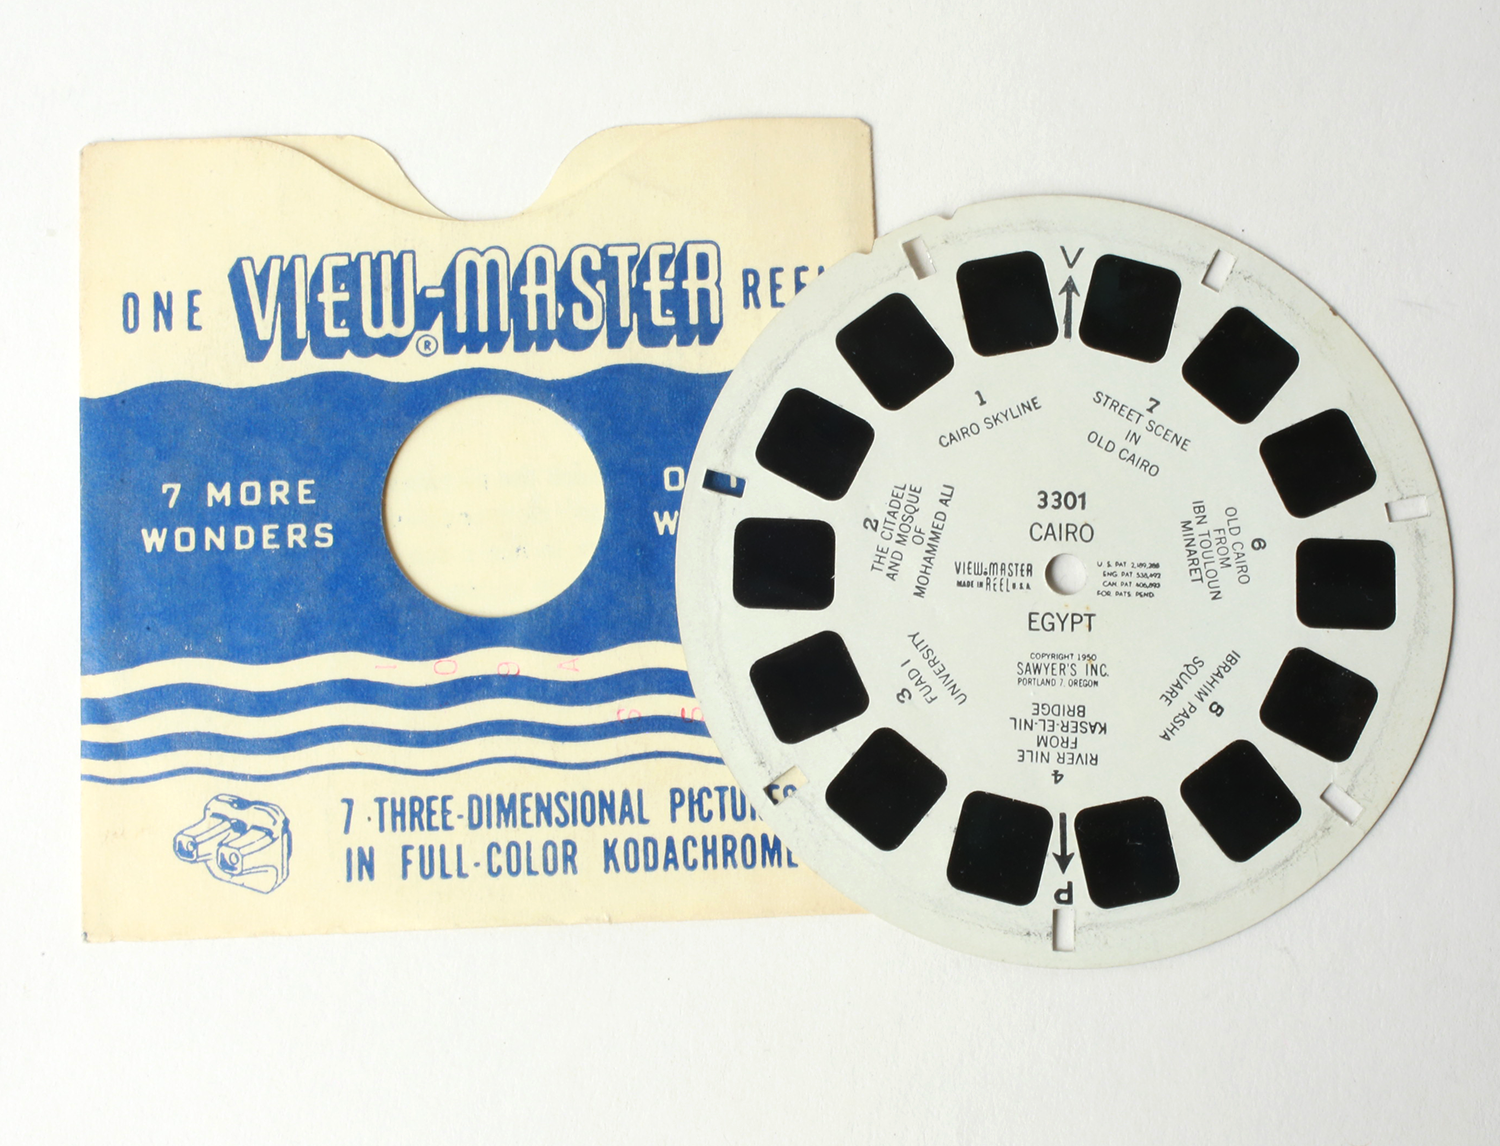 ONE VIEW-MASTER® REEL
7 MORE
WONDERS
O
W
7 · THREE-DIMENSIONAL PICTURES
IN FULL-COLOR KODACHROME
V
1
CAIRO SKYLINE
7
STREET SCENE
IN
OLD CAIRO
2
THE CITADEL
AND MOSQUE
OF
MOHAMMED ALI
3301
CAIRO
VIEW-MASTER
MADE IN REEL U.S.A.
U.S. PAT 2,189,285
ENG. PAT 538,472
CAN. PAT 406,893
FOR. PATS. PEND.
EGYPT
COPYRIGHT 1950
SAWYER'S INC.
PORTLAND 7, OREGON
6
OLD CAIRO
FROM
IBN TOULOUN
MINARET
3
FUAD I
UNIVERSITY
4
RIVER NILE
FROM
KASER-EL-NIL
BRIDGE
5
IBRAHIM PASHA
SQUARE
P